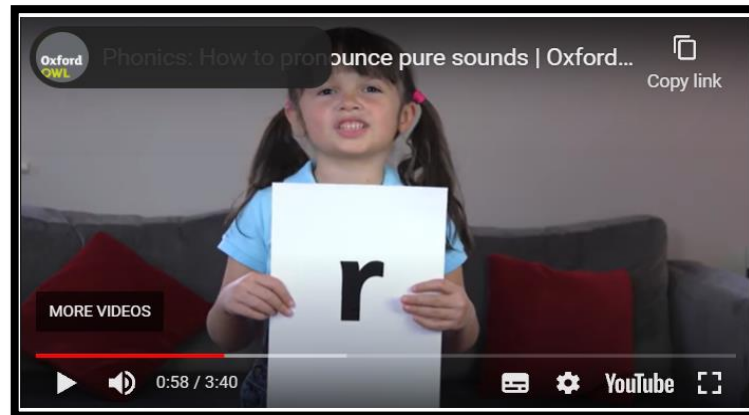 Oxford
OWL
Phonics: How to pronounce pure sounds | Oxford...
Copy link
r
MORE VIDEOS
0:58 / 3:40
YouTube